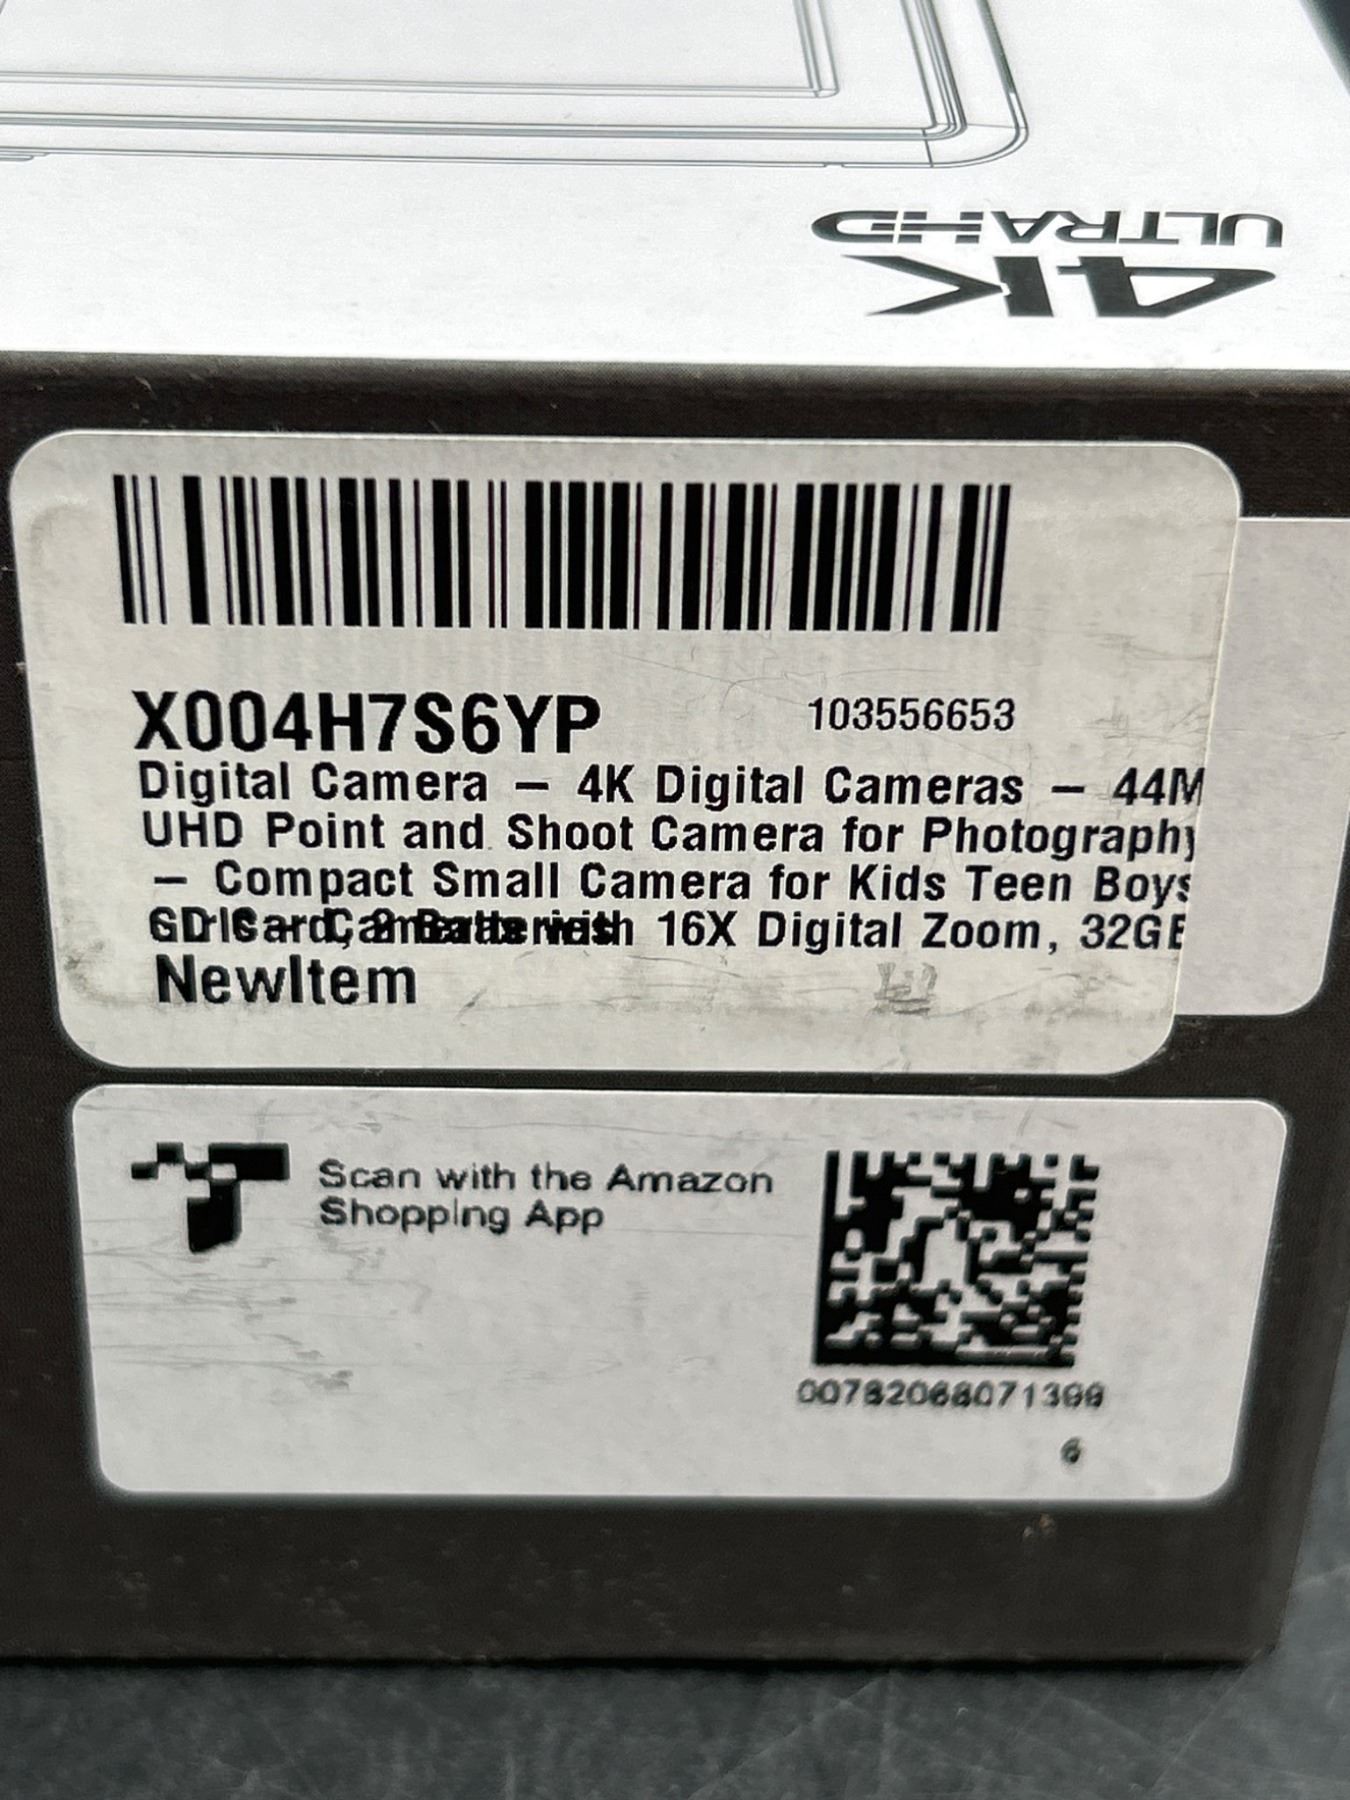 4K
ULTRA HD
X004H7S6YP 103556653
Digital Camera – 4K Digital Cameras – 44M
UHD Point and Shoot Camera for Photography
– Compact Small Camera for Kids Teen Boys
16X Digital Zoom, 32GB
NewItem
Scan with the Amazon
Shopping App
6